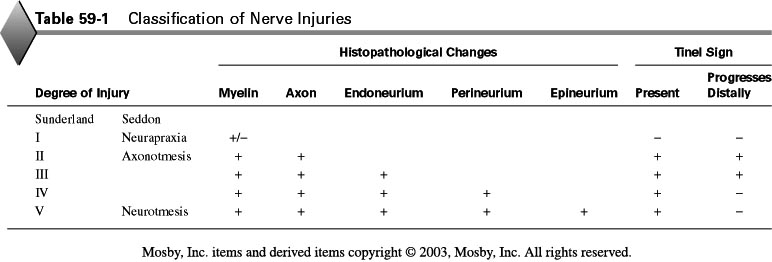 Table 59-1 Classification of Nerve Injuries
Histopathological Changes Tinel Sign
Progresses
Degree of Injury Myelin Axon Endoneurium Perineurium Epineurium Present Distally
Sunderland Seddon
I Neurapraxia +/− − −
II Axonotmesis + + + +
III + + + + +
IV + + + + + −
V Neurotmesis + + + + + + −
Mosby, Inc. items and derived items copyright © 2003, Mosby, Inc. All rights reserved.